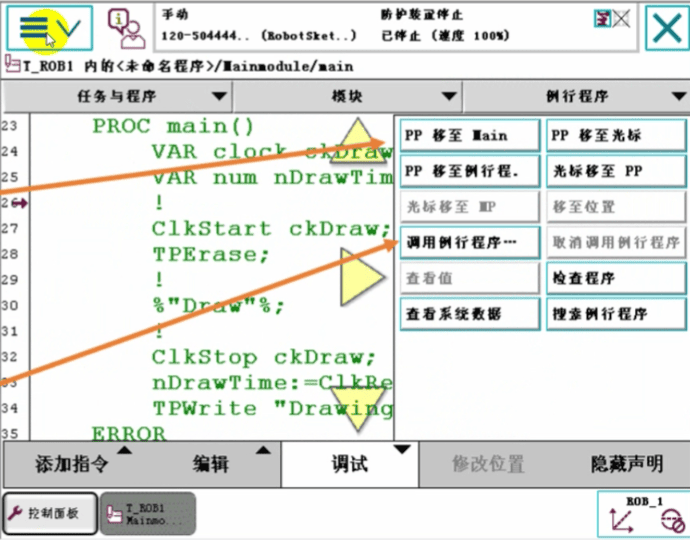 手动
防护装置停止
120-504444.. (RobotSket..)
已停止 (速度 100%)
T_ROB1 内的<未命名程序>/Mainmodule/main
任务与程序
模块
例行程序
23 PROC main()
24 VAR clock ckDraw
25 VAR num nDrawTim
26 !
27 ClkStart ckDraw;
28 TPErase;
29 !
30 %"Draw"%;
31 !
32 ClkStop ckDraw;
33 nDrawTime:=ClkRe
34 TPWrite "Drawing
35 ERROR
PP 移至 Main
PP 移至光标
PP 移至例行程.
光标移至 PP
光标移至 MP
移至位置
调用例行程序…
取消调用例行程序
查看值
检查程序
查看系统数据
搜索例行程序
添加指令
编辑
调试
修改位置
隐藏声明
控制面板
T_ROB1
Mainmo...
ROB_1